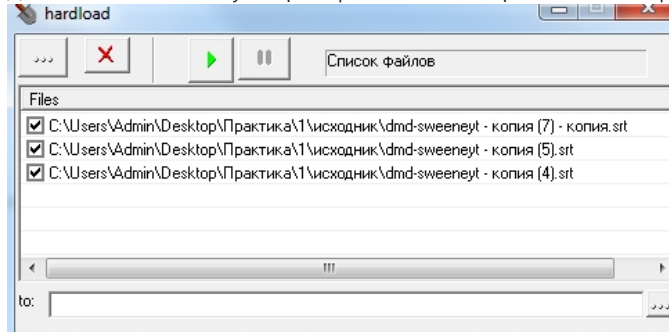 hardload
...
Список файлов
Files
C:\Users\Admin\Desktop\Практика\1\исходник\dmd-sweeneyt - копия (7) - копия.srt
C:\Users\Admin\Desktop\Практика\1\исходник\dmd-sweeneyt - копия (5).srt
C:\Users\Admin\Desktop\Практика\1\исходник\dmd-sweeneyt - копия (4).srt
to:
...